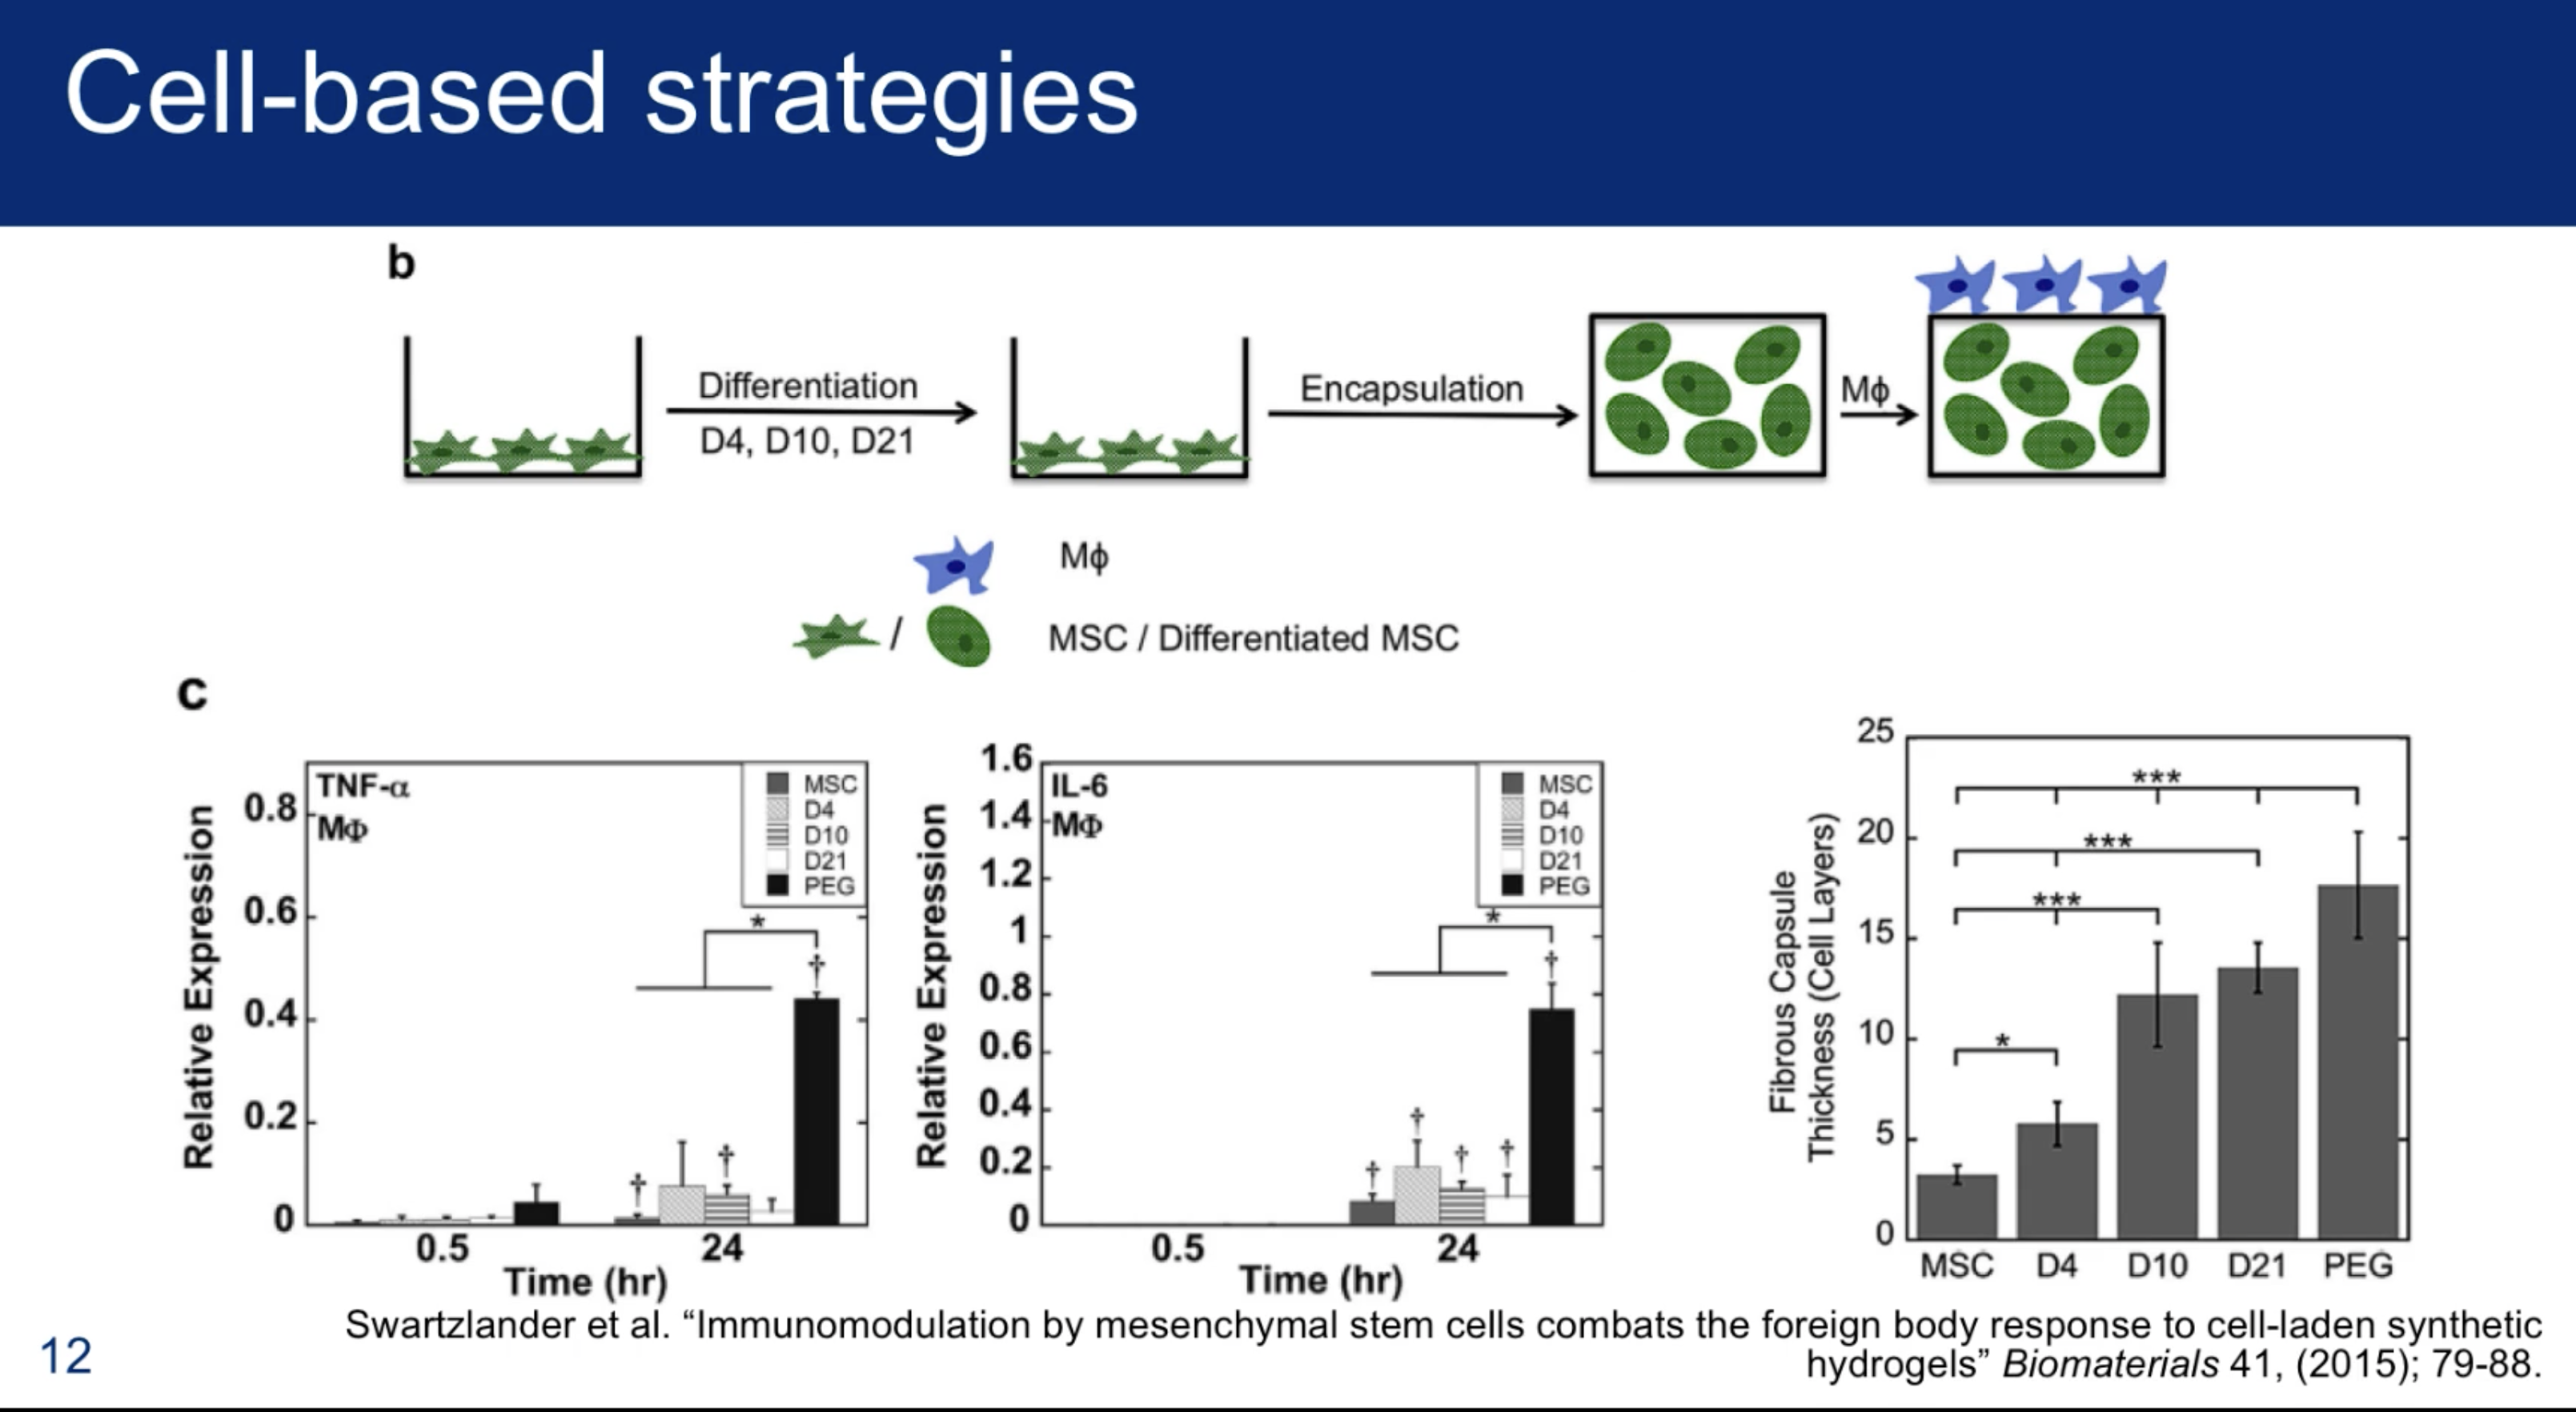 Cell-based strategies
b
Differentiation
D4, D10, D21
Encapsulation
Mϕ
Mϕ
/
MSC / Differentiated MSC
c
TNF-α
MΦ
MSC
D4
D10
D21
PEG
Relative Expression
0.8
0.6
0.4
0.2
0
*
†
†
†
0.5
24
Time (hr)
IL-6
MΦ
MSC
D4
D10
D21
PEG
Relative Expression
1.6
1.4
1.2
1
0.8
0.6
0.4
0.2
0
*
†
†
†
†
†
0.5
24
Time (hr)
Fibrous Capsule
Thickness (Cell Layers)
25
20
15
10
5
0
***
***
***
*
MSC
D4
D10
D21
PEG
Swartzlander et al. “Immunomodulation by mesenchymal stem cells combats the foreign body response to cell-laden synthetic
hydrogels” Biomaterials 41, (2015); 79-88.
12